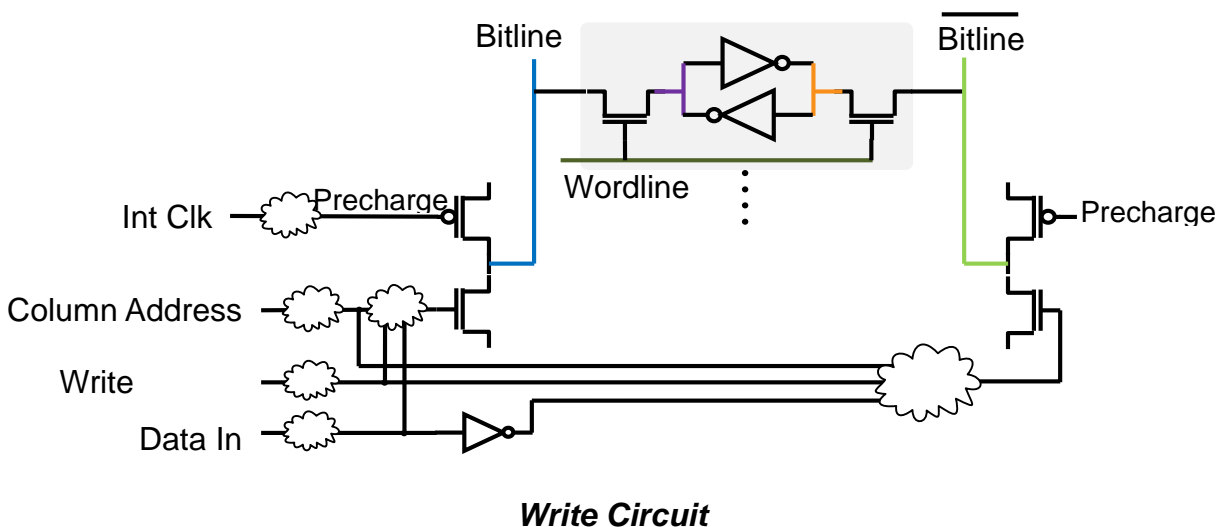 Bitline
Bitline
Wordline
Precharge
Int Clk
Precharge
Column Address
Write
Data In
Write Circuit